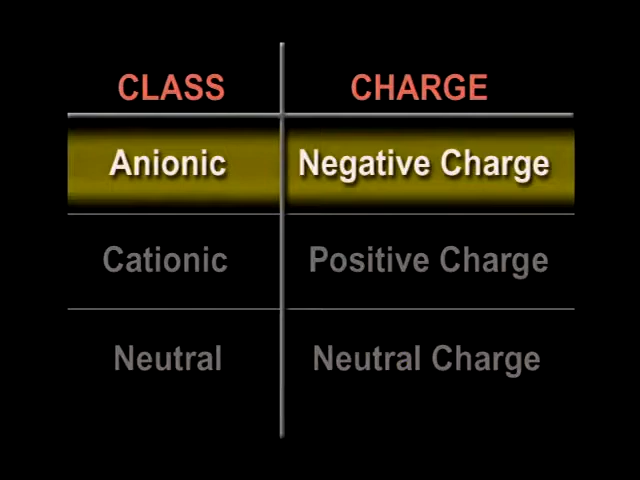 CLASS CHARGE
Anionic Negative Charge
Cationic Positive Charge
Neutral Neutral Charge